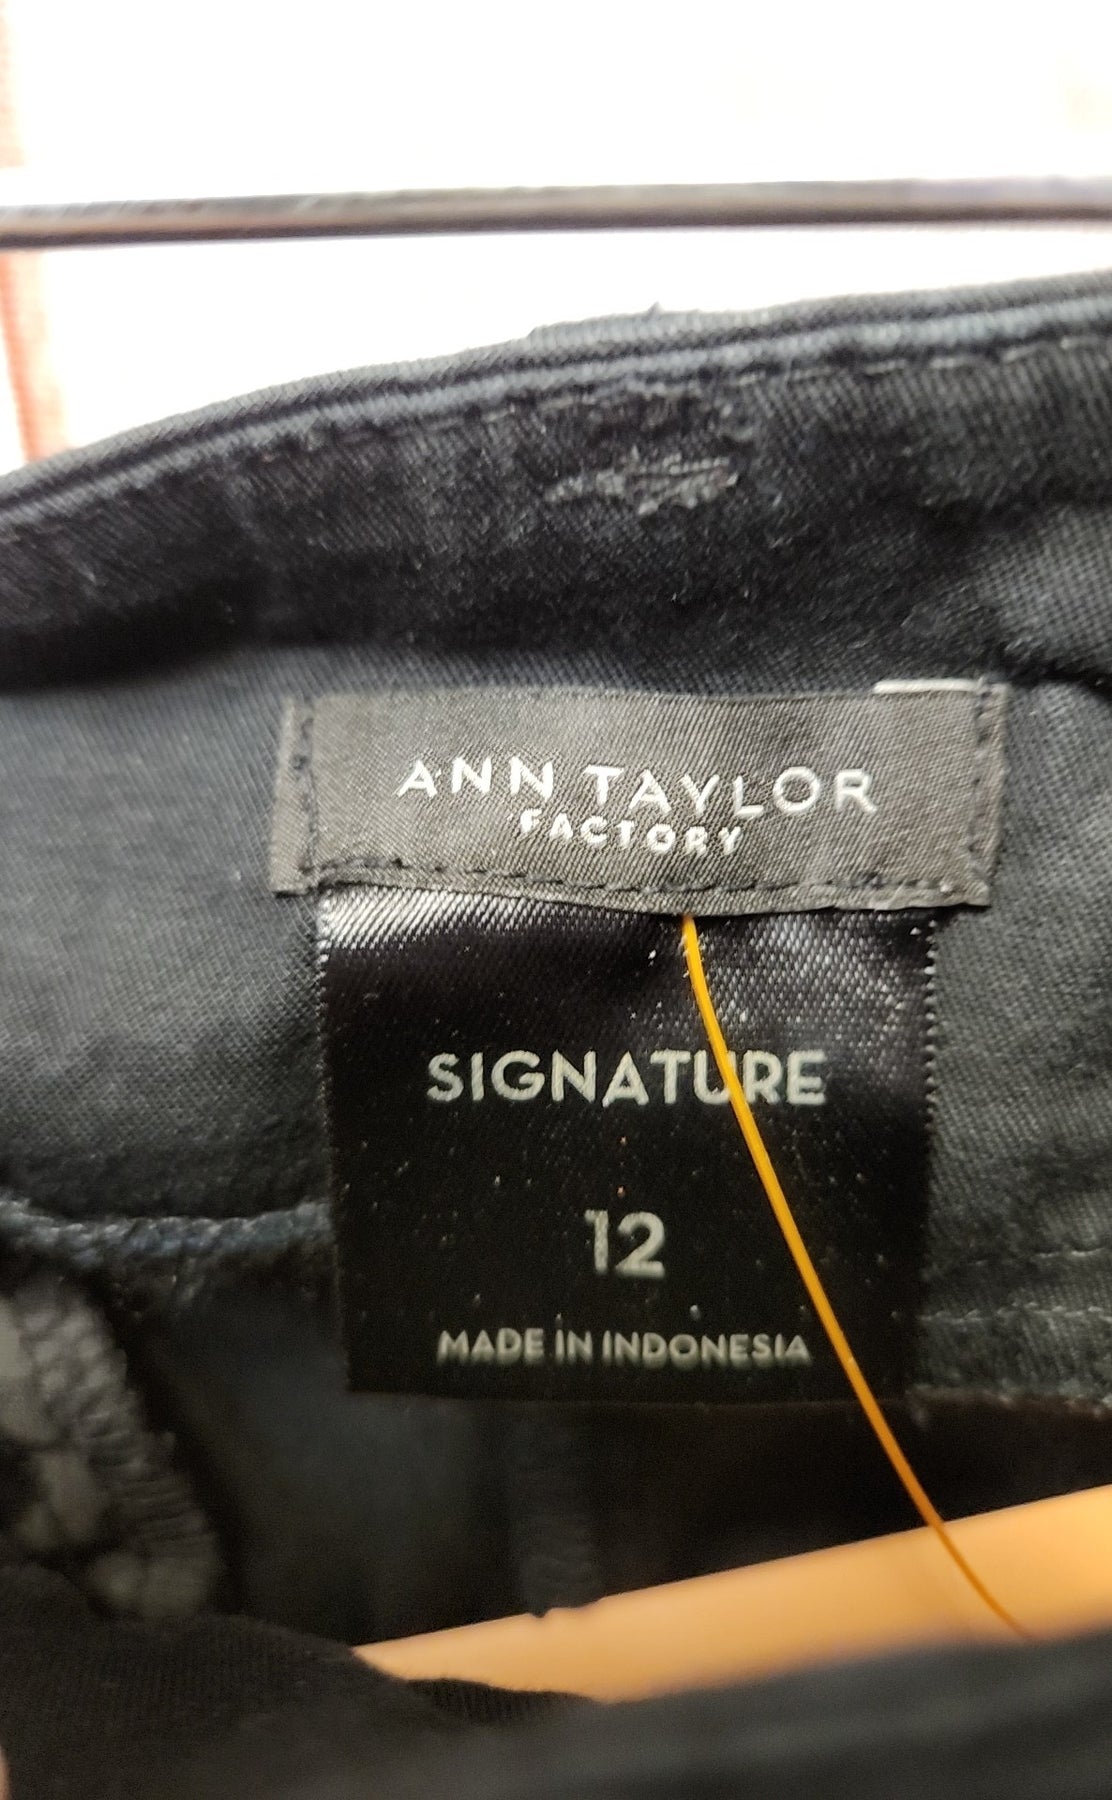 ANN TAYLOR
FACTORY
SIGNATURE
12
MADE IN INDONESIA